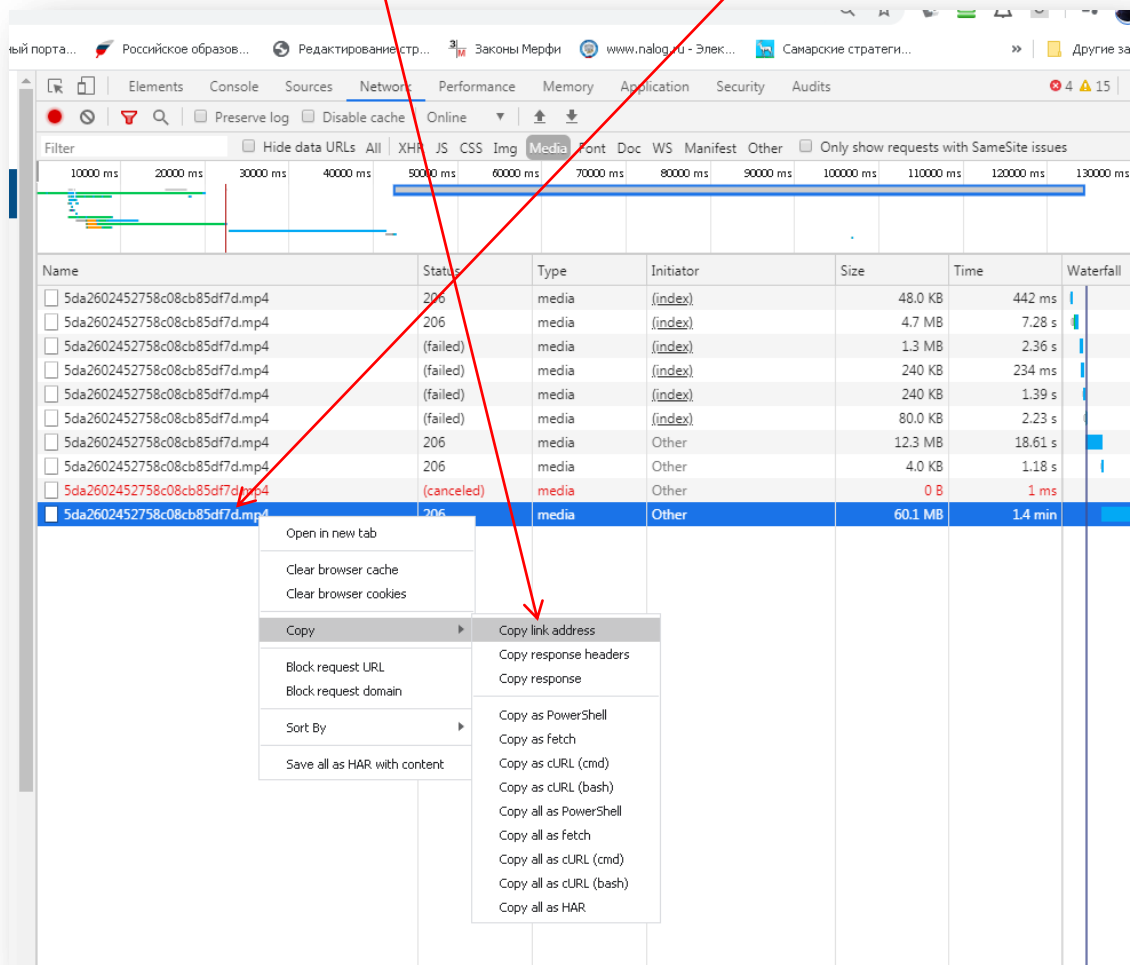 ный порта... Российское образов... Редактирование стр... З/М Законы Мерфи www.nalog.ru - Элек... Самарские стратеги... » Другие за
Elements Console Sources Network Performance Memory Application Security Audits 4 15
Preserve log Disable cache Online ▼
Filter Hide data URLs All XHR JS CSS Img Media Font Doc WS Manifest Other Only show requests with SameSite issues
10000 ms 20000 ms 30000 ms 40000 ms 50000 ms 60000 ms 70000 ms 80000 ms 90000 ms 100000 ms 110000 ms 120000 ms 130000 ms
Name Status Type Initiator Size Time Waterfall
5da2602452758c08cb85df7d.mp4 206 media (index) 48.0 KB 442 ms
5da2602452758c08cb85df7d.mp4 206 media (index) 4.7 MB 7.28 s
5da2602452758c08cb85df7d.mp4 (failed) media (index) 1.3 MB 2.36 s
5da2602452758c08cb85df7d.mp4 (failed) media (index) 240 KB 234 ms
5da2602452758c08cb85df7d.mp4 (failed) media (index) 240 KB 1.39 s
5da2602452758c08cb85df7d.mp4 (failed) media (index) 80.0 KB 2.23 s
5da2602452758c08cb85df7d.mp4 206 media Other 12.3 MB 18.61 s
5da2602452758c08cb85df7d.mp4 206 media Other 4.0 KB 1.18 s
5da2602452758c08cb85df7d.mp4 (canceled) media Other 0 B 1 ms
5da2602452758c08cb85df7d.mp4 206 media Other 60.1 MB 1.4 min
Open in new tab
Clear browser cache
Clear browser cookies
Copy
Block request URL
Block request domain
Sort By
Save all as HAR with content
Copy link address
Copy response headers
Copy response
Copy as PowerShell
Copy as fetch
Copy as cURL (cmd)
Copy as cURL (bash)
Copy all as PowerShell
Copy all as fetch
Copy all as cURL (cmd)
Copy all as cURL (bash)
Copy all as HAR